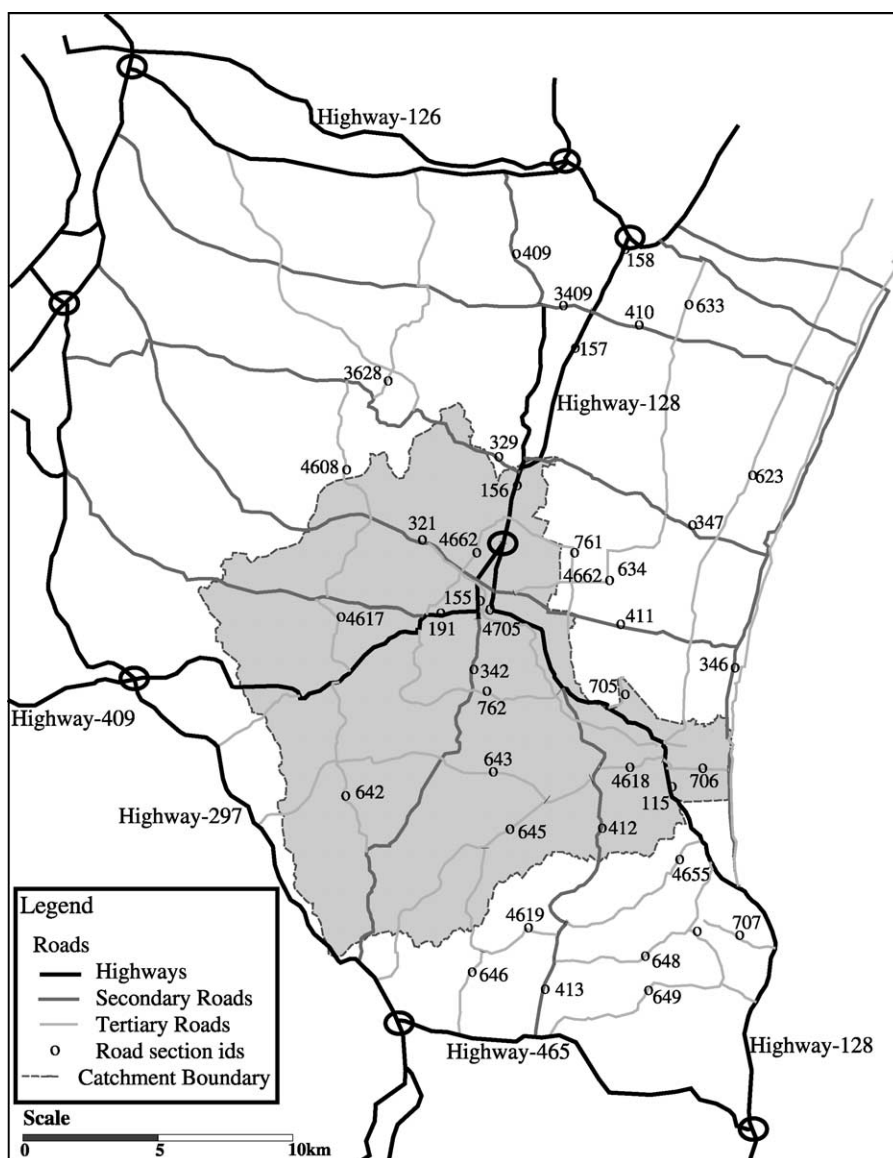 Highway-126
409
158
3409
410
633
157
3628
Highway-128
329
4608
156
623
321
4662
761
347
4662
634
155
4617
191
4705
411
342
346
762
705
Highway-409
643
4618
706
642
115
Highway-297
645
412
4655
4619
707
646
648
413
649
Highway-465
Highway-128
Legend
Roads
Highways
Secondary Roads
Tertiary Roads
Road section ids
Catchment Boundary
Scale
0 5 10km